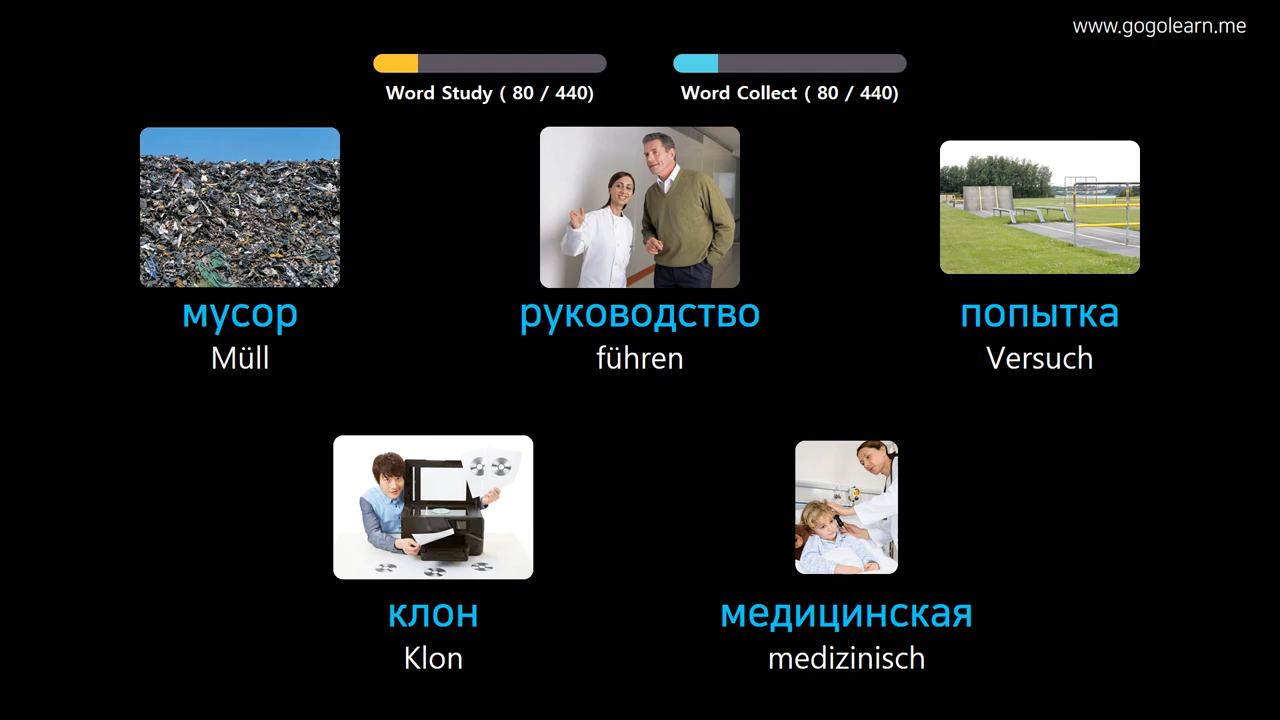 www.gogolearn.me
Word Study ( 80 / 440)
Word Collect ( 80 / 440)
мусор
Müll
руководство
führen
попытка
Versuch
клон
Klon
медицинская
medizinisch